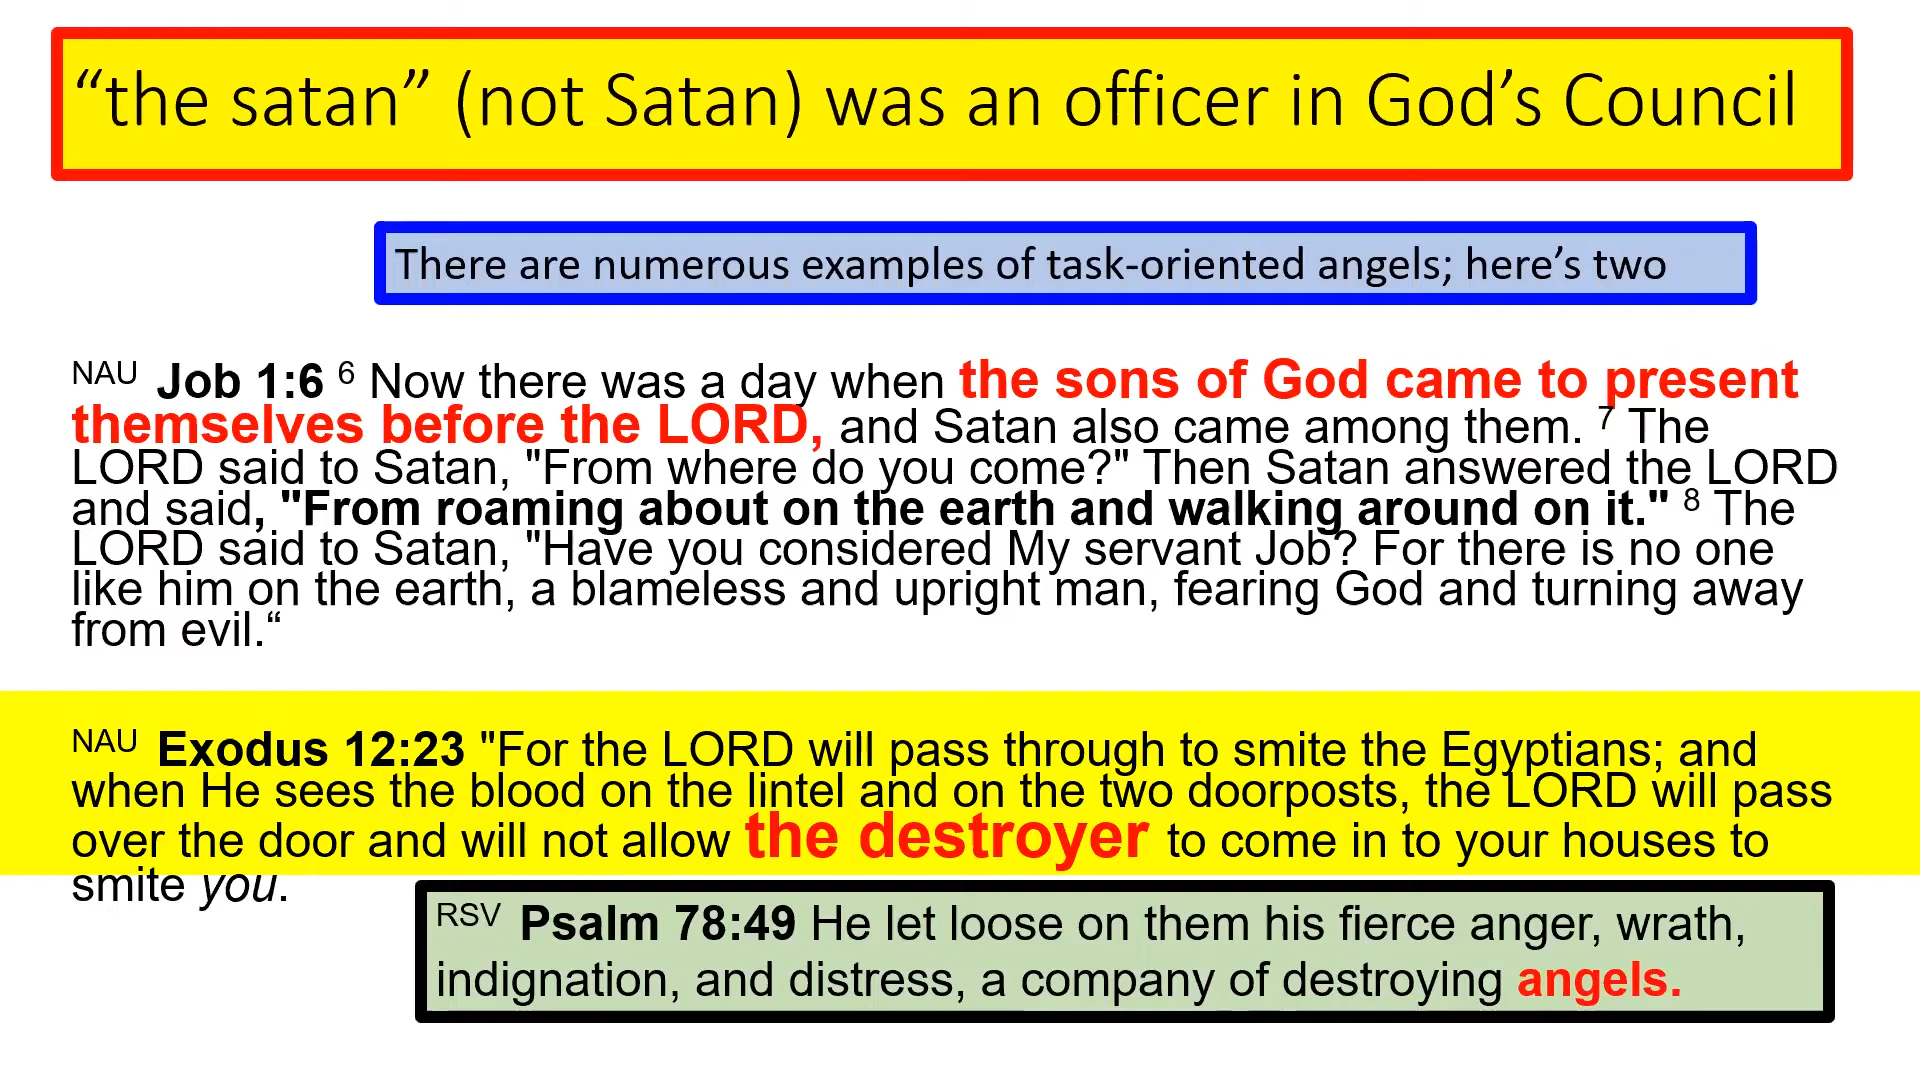 “the satan” (not Satan) was an officer in God’s Council
There are numerous examples of task-oriented angels; here’s two
NAU Job 1:6 6 Now there was a day when the sons of God came to present
themselves before the LORD, and Satan also came among them. 7 The
LORD said to Satan, "From where do you come?" Then Satan answered the LORD
and said, "From roaming about on the earth and walking around on it." 8 The
LORD said to Satan, "Have you considered My servant Job? For there is no one
like him on the earth, a blameless and upright man, fearing God and turning away
from evil.“
NAU Exodus 12:23 "For the LORD will pass through to smite the Egyptians; and
when He sees the blood on the lintel and on the two doorposts, the LORD will pass
over the door and will not allow the destroyer to come in to your houses to
smite you.
RSV Psalm 78:49 He let loose on them his fierce anger, wrath,
indignation, and distress, a company of destroying angels.